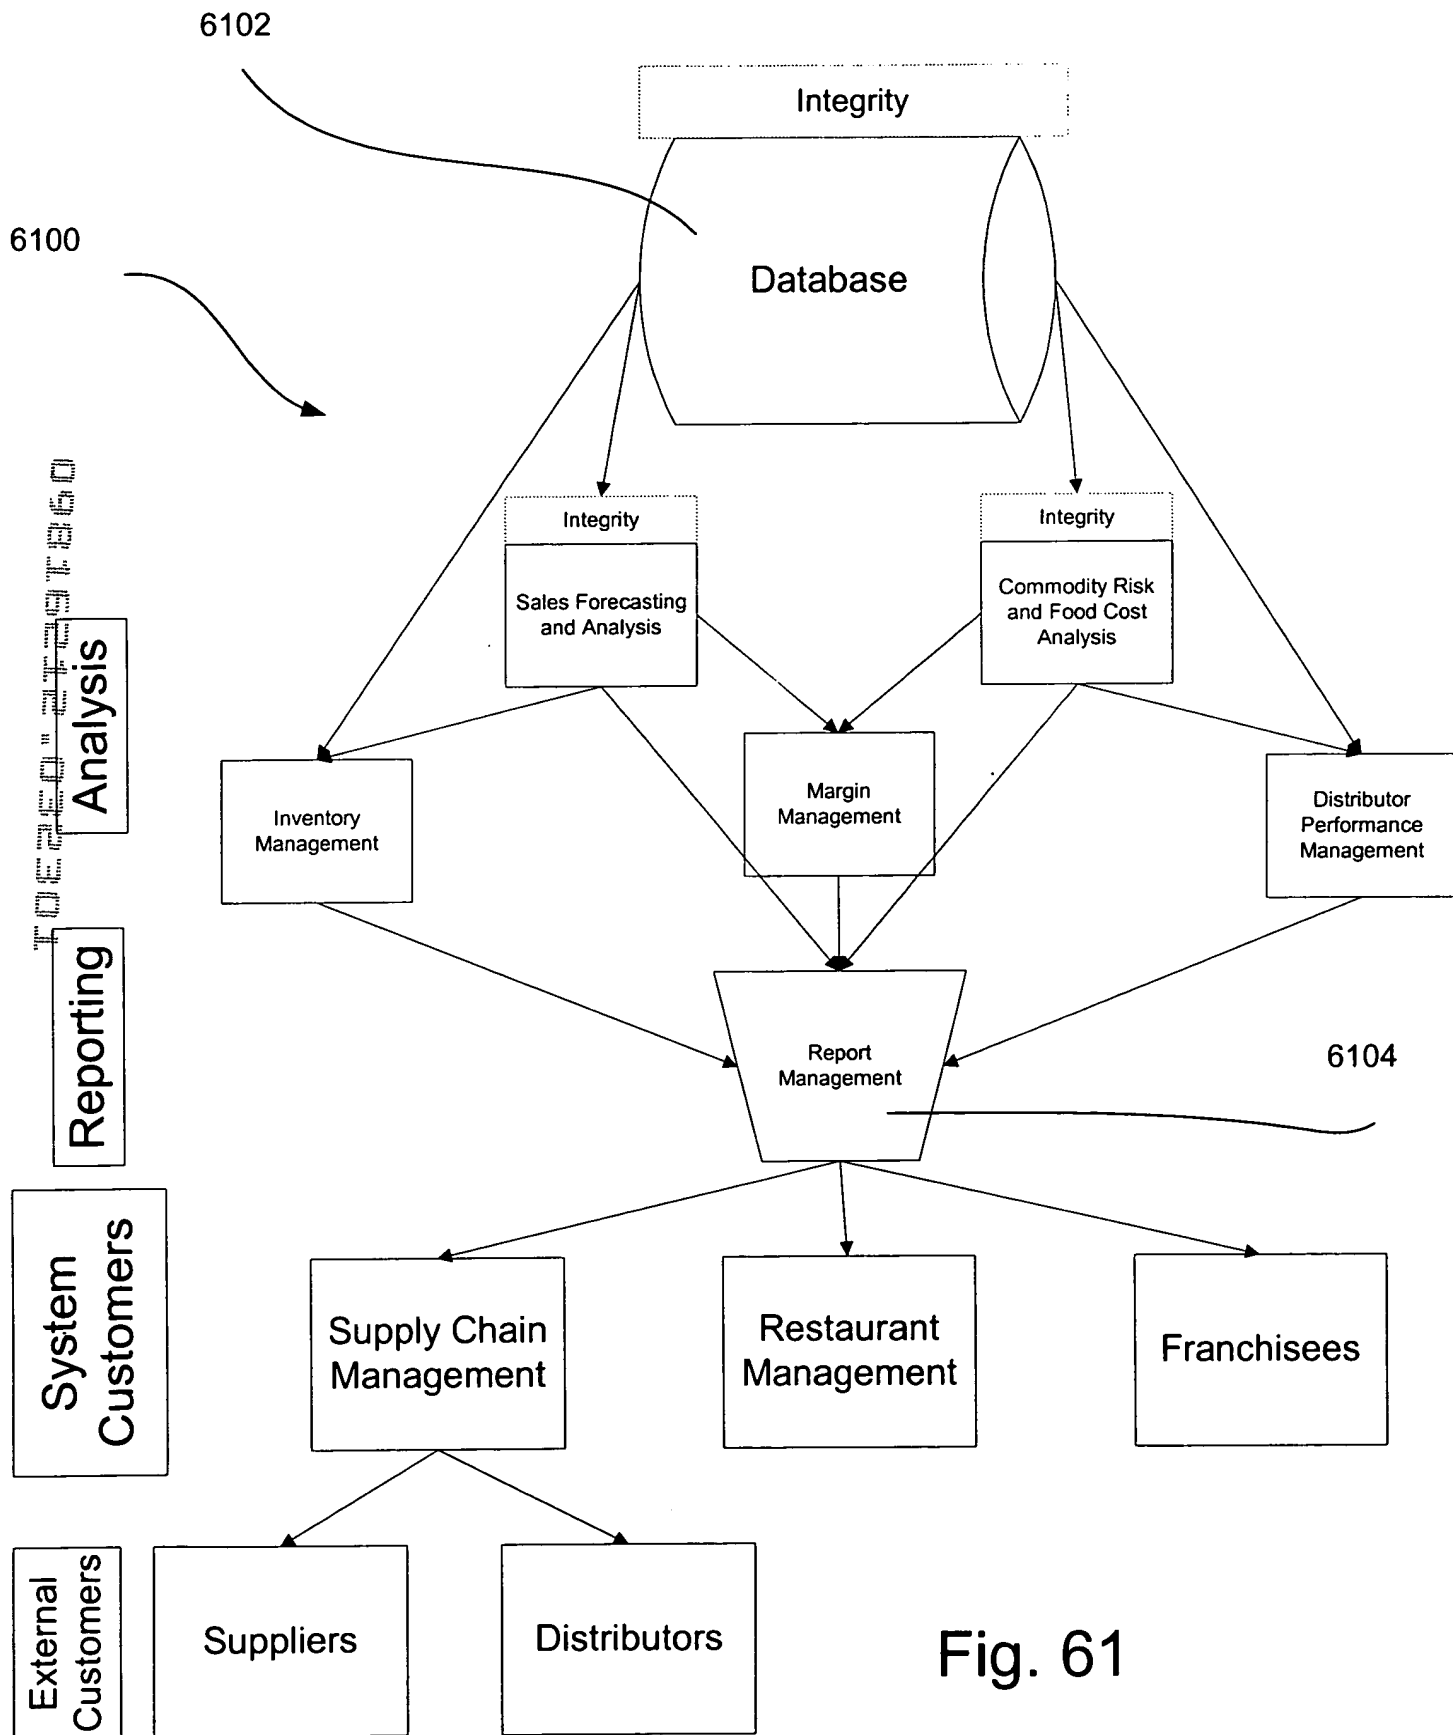 6102
Integrity
6100
Database
Integrity
Integrity
Sales Forecasting
and Analysis
Commodity Risk
and Food Cost
Analysis
Analysis
Inventory
Management
Margin
Management
Distributor
Performance
Management
Reporting
Report
Management
6104
System
Customers
Supply Chain
Management
Restaurant
Management
Franchisees
External
Customers
Suppliers
Distributors
Fig. 61